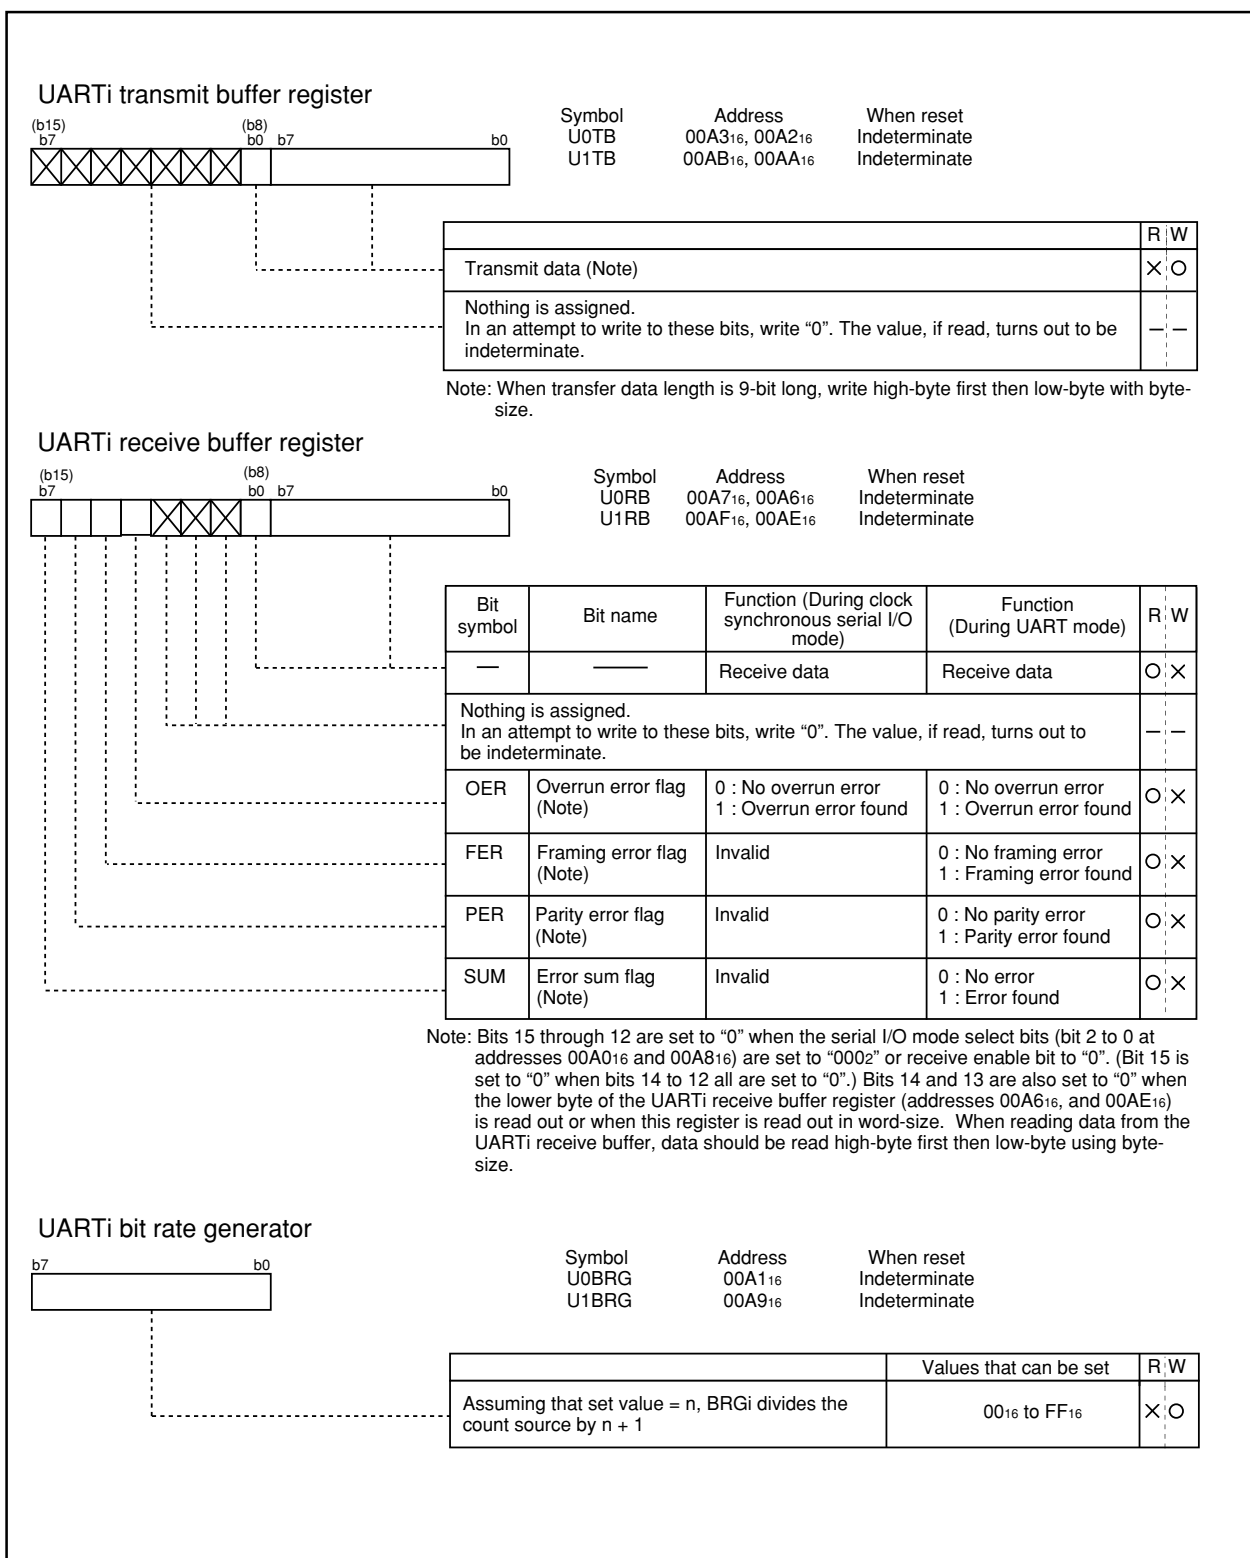 UARTi transmit buffer register
(b15) (b8)
b7 b0 b7 b0
Symbol Address When reset
U0TB 00A3₁₆, 00A2₁₆ Indeterminate
U1TB 00AB₁₆, 00AA₁₆ Indeterminate
R W
Transmit data (Note) X O
Nothing is assigned.
In an attempt to write to these bits, write “0”. The value, if read, turns out to be — —
indeterminate.
Note: When transfer data length is 9-bit long, write high-byte first then low-byte with byte-
size.
UARTi receive buffer register
(b15) (b8)
b7 b0 b7 b0
Symbol Address When reset
U0RB 00A7₁₆, 00A6₁₆ Indeterminate
U1RB 00AF₁₆, 00AE₁₆ Indeterminate
Bit symbol Bit name Function (During clock synchronous serial I/O mode) Function (During UART mode) R W
— — Receive data Receive data O X
Nothing is assigned.
In an attempt to write to these bits, write “0”. The value, if read, turns out to — —
be indeterminate.
OER Overrun error flag 0 : No overrun error 0 : No overrun error O X
(Note) 1 : Overrun error found 1 : Overrun error found
FER Framing error flag Invalid 0 : No framing error O X
(Note) 1 : Framing error found
PER Parity error flag Invalid 0 : No parity error O X
(Note) 1 : Parity error found
SUM Error sum flag Invalid 0 : No error O X
(Note) 1 : Error found
Note: Bits 15 through 12 are set to “0” when the serial I/O mode select bits (bit 2 to 0 at
addresses 00A0₁₆ and 00A8₁₆) are set to “000₂” or receive enable bit to “0”. (Bit 15 is
set to “0” when bits 14 to 12 all are set to “0”.) Bits 14 and 13 are also set to “0” when
the lower byte of the UARTi receive buffer register (addresses 00A6₁₆, and 00AE₁₆)
is read out or when this register is read out in word-size. When reading data from the
UARTi receive buffer, data should be read high-byte first then low-byte using byte-
size.
UARTi bit rate generator
b7 b0
Symbol Address When reset
U0BRG 00A1₁₆ Indeterminate
U1BRG 00A9₁₆ Indeterminate
Values that can be set R W
Assuming that set value = n, BRGi divides the 00₁₆ to FF₁₆ X O
count source by n + 1